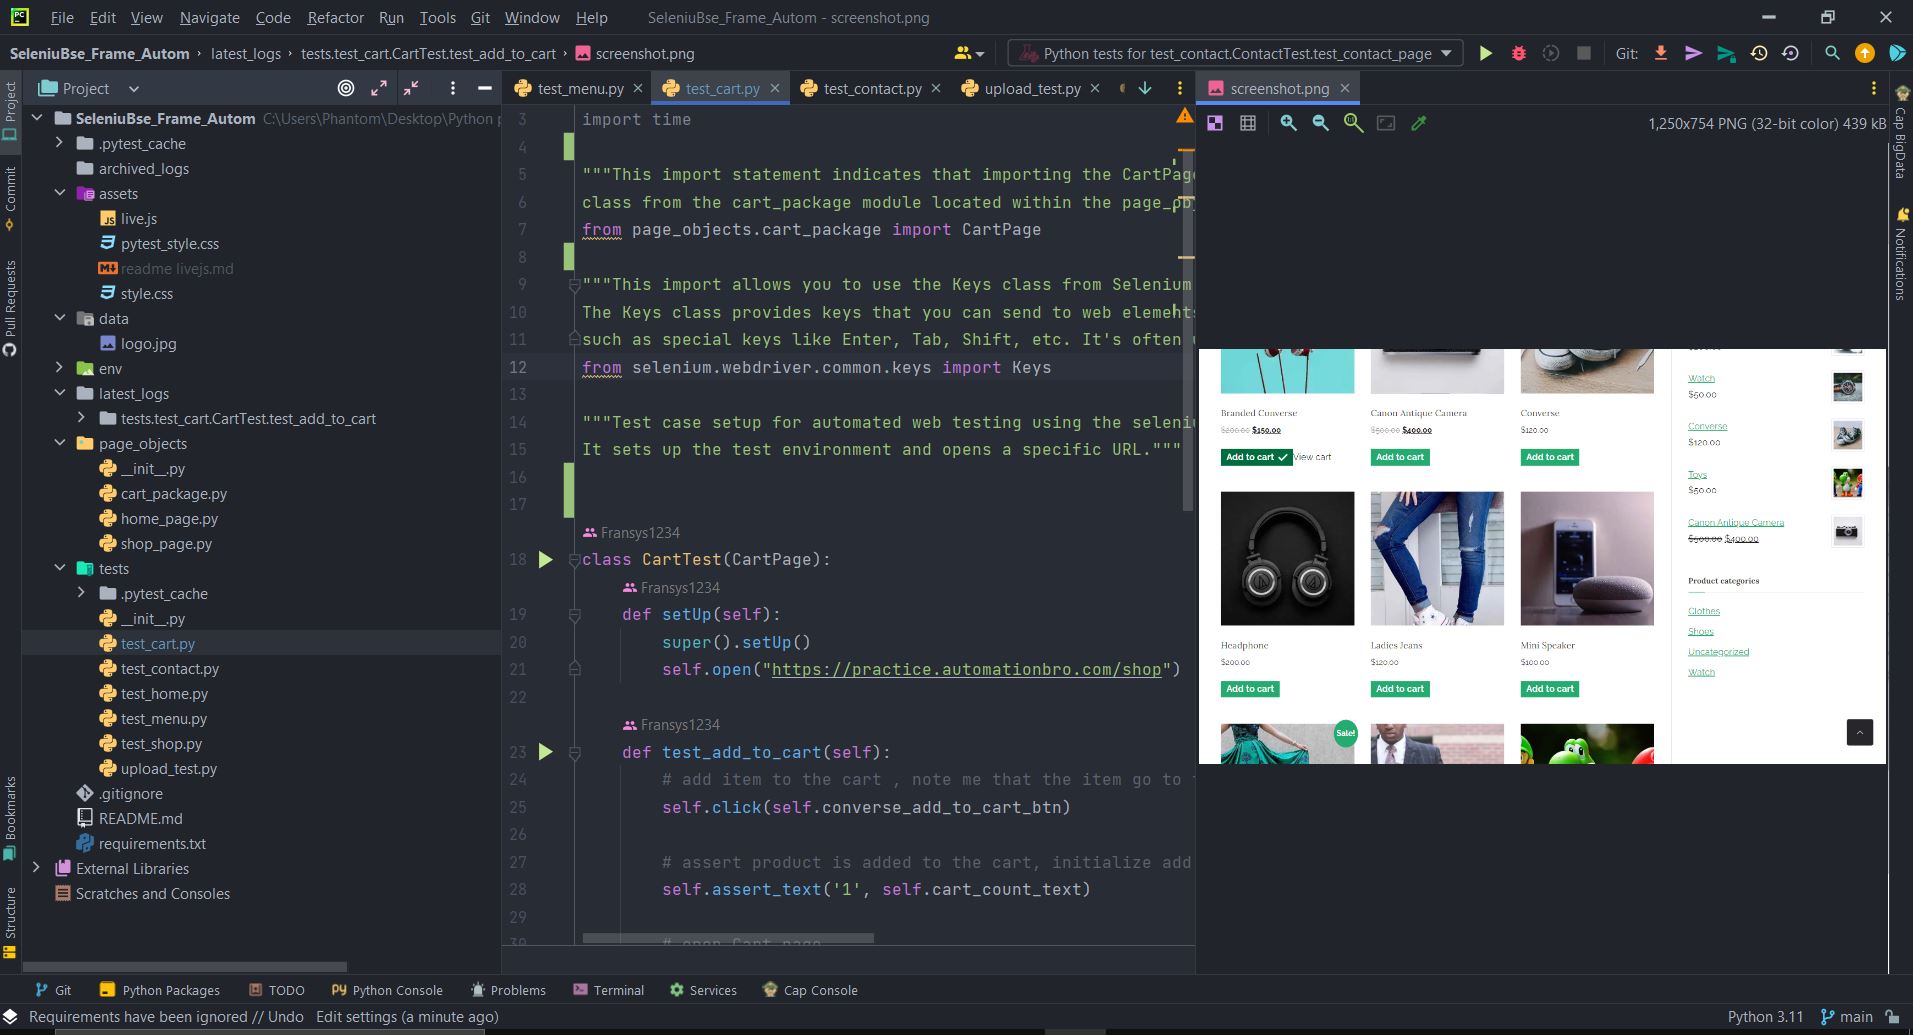 PC File Edit View Navigate Code Refactor Run Tools Git Window Help SeleniuBse_Frame_Autom - screenshot.png
SeleniuBse_Frame_Autom › latest_logs › tests.test_cart.CartTest.test_add_to_cart › screenshot.png Python tests for test_contact.ContactTest.test_contact_page Git:
Project
Commit
Pull Requests
Bookmarks
Structure
Project
SeleniuBse_Frame_Autom C:\Users\Phantom\Desktop\Python
.pytest_cache
archived_logs
assets
live.js
pytest_style.css
readme livejs.md
style.css
data
logo.jpg
env
latest_logs
tests.test_cart.CartTest.test_add_to_cart
page_objects
__init__.py
cart_package.py
home_page.py
shop_page.py
tests
.pytest_cache
__init__.py
test_cart.py
test_contact.py
test_home.py
test_menu.py
test_shop.py
upload_test.py
.gitignore
README.md
requirements.txt
External Libraries
Scratches and Consoles
test_menu.py test_cart.py test_contact.py upload_test.py
3 import time
4
5 """This import statement indicates that importing the CartPag
6 class from the cart_package module located within the page_ob
7 from page_objects.cart_package import CartPage
8
9 """This import allows you to use the Keys class from Selenium
10 The Keys class provides keys that you can send to web elements
11 such as special keys like Enter, Tab, Shift, etc. It's often
12 from selenium.webdriver.common.keys import Keys
13
14 """Test case setup for automated web testing using the seleni
15 It sets up the test environment and opens a specific URL."""
16
17
Fransys1234
18 class CartTest(CartPage):
Fransys1234
19 def setUp(self):
20 super().setUp()
21 self.open("https://practice.automationbro.com/shop")
22
Fransys1234
23 def test_add_to_cart(self):
24 # add item to the cart , note me that the item go to
25 self.click(self.converse_add_to_cart_btn)
26
27 # assert product is added to the cart, initialize add
28 self.assert_text('1', self.cart_count_text)
29
30 # open Cart page
screenshot.png
1,250x754 PNG (32-bit color) 439 kB
Branded Converse Canon Antique Camera Converse
$200.00 $150.00 $500.00 $400.00 $120.00
Add to cart View cart Add to cart Add to cart
Headphone Ladies Jeans Mini Speaker
$200.00 $120.00 $100.00
Add to cart Add to cart Add to cart
Sale!
Watch
$50.00
Converse
$120.00
Toys
$50.00
Canon Antique Camera
$500.00 $400.00
Product categories
Clothes
Shoes
Uncategorized
Watch
Cap BigData
Notifications
Git Python Packages TODO Python Console Problems Terminal Services Cap Console
Requirements have been ignored // Undo Edit settings (a minute ago) Python 3.11 main